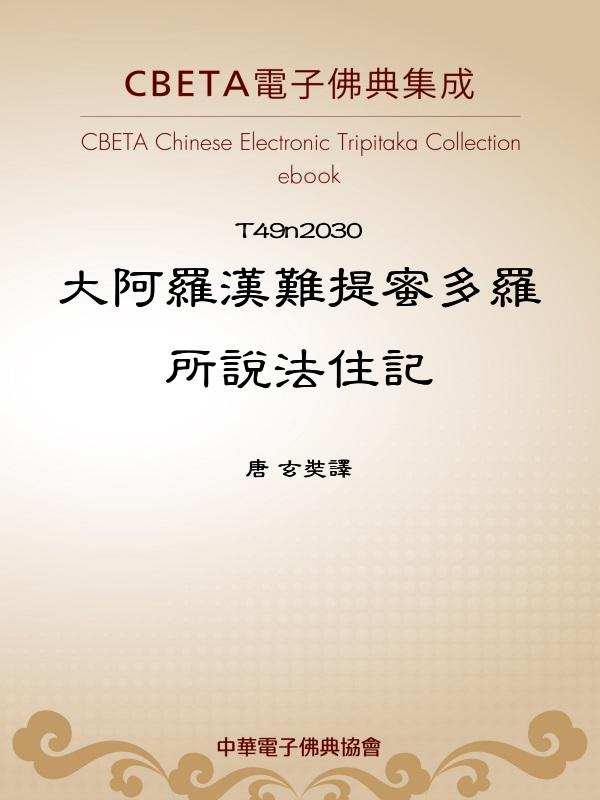 CBETA電子佛典集成
CBETA Chinese Electronic Tripitaka Collection
ebook
T49n2030
大阿羅漢難提蜜多羅
所說法住記
唐 玄奘譯
中華電子佛典協會